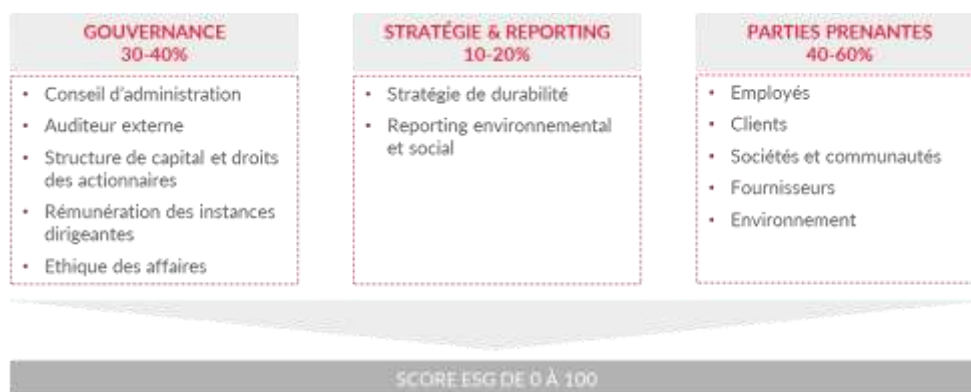 GOUVERNANCE
30-40%
• Conseil d'administration
• Auditeur externe
• Structure de capital et droits
des actionnaires
• Rémunération des instances
dirigeantes
• Ethique des affaires
STRATÉGIE & REPORTING
10-20%
• Stratégie de durabilité
• Reporting environnemental
et social
PARTIES PRENANTES
40-60%
• Employés
• Clients
• Sociétés et communautés
• Fournisseurs
• Environnement
SCORE ESG DE 0 À 100